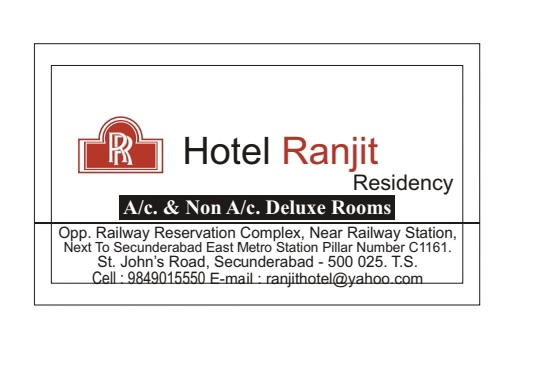 RR
Hotel Ranjit
Residency
A/c. & Non A/c. Deluxe Rooms
Opp. Railway Reservation Complex, Near Railway Station,
Next To Secunderabad East Metro Station Pillar Number C1161.
St. John's Road, Secunderabad - 500 025. T.S.
Cell : 9849015550 E-mail : ranjithotel@yahoo.com